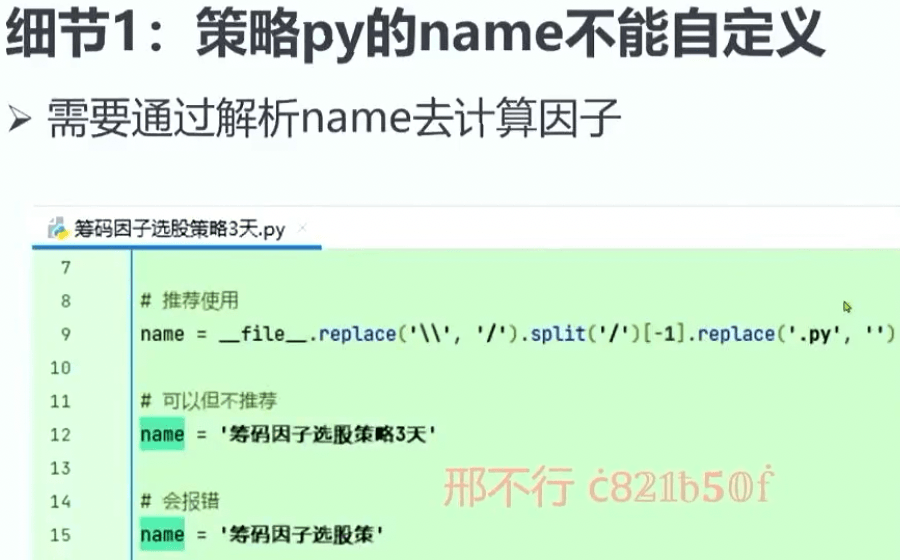 细节1：策略py的name不能自定义
➢ 需要通过解析name去计算因子
筹码因子选股策略3天.py ×
7
8 # 推荐使用
9 name = __file__.replace('\\', '/').split('/')[-1].replace('.py', '')
10
11 # 可以但不推荐
12 name = '筹码因子选股策略3天'
13
14 # 会报错
15 name = '筹码因子选股策'
邢不行 ċ821b50ḟ